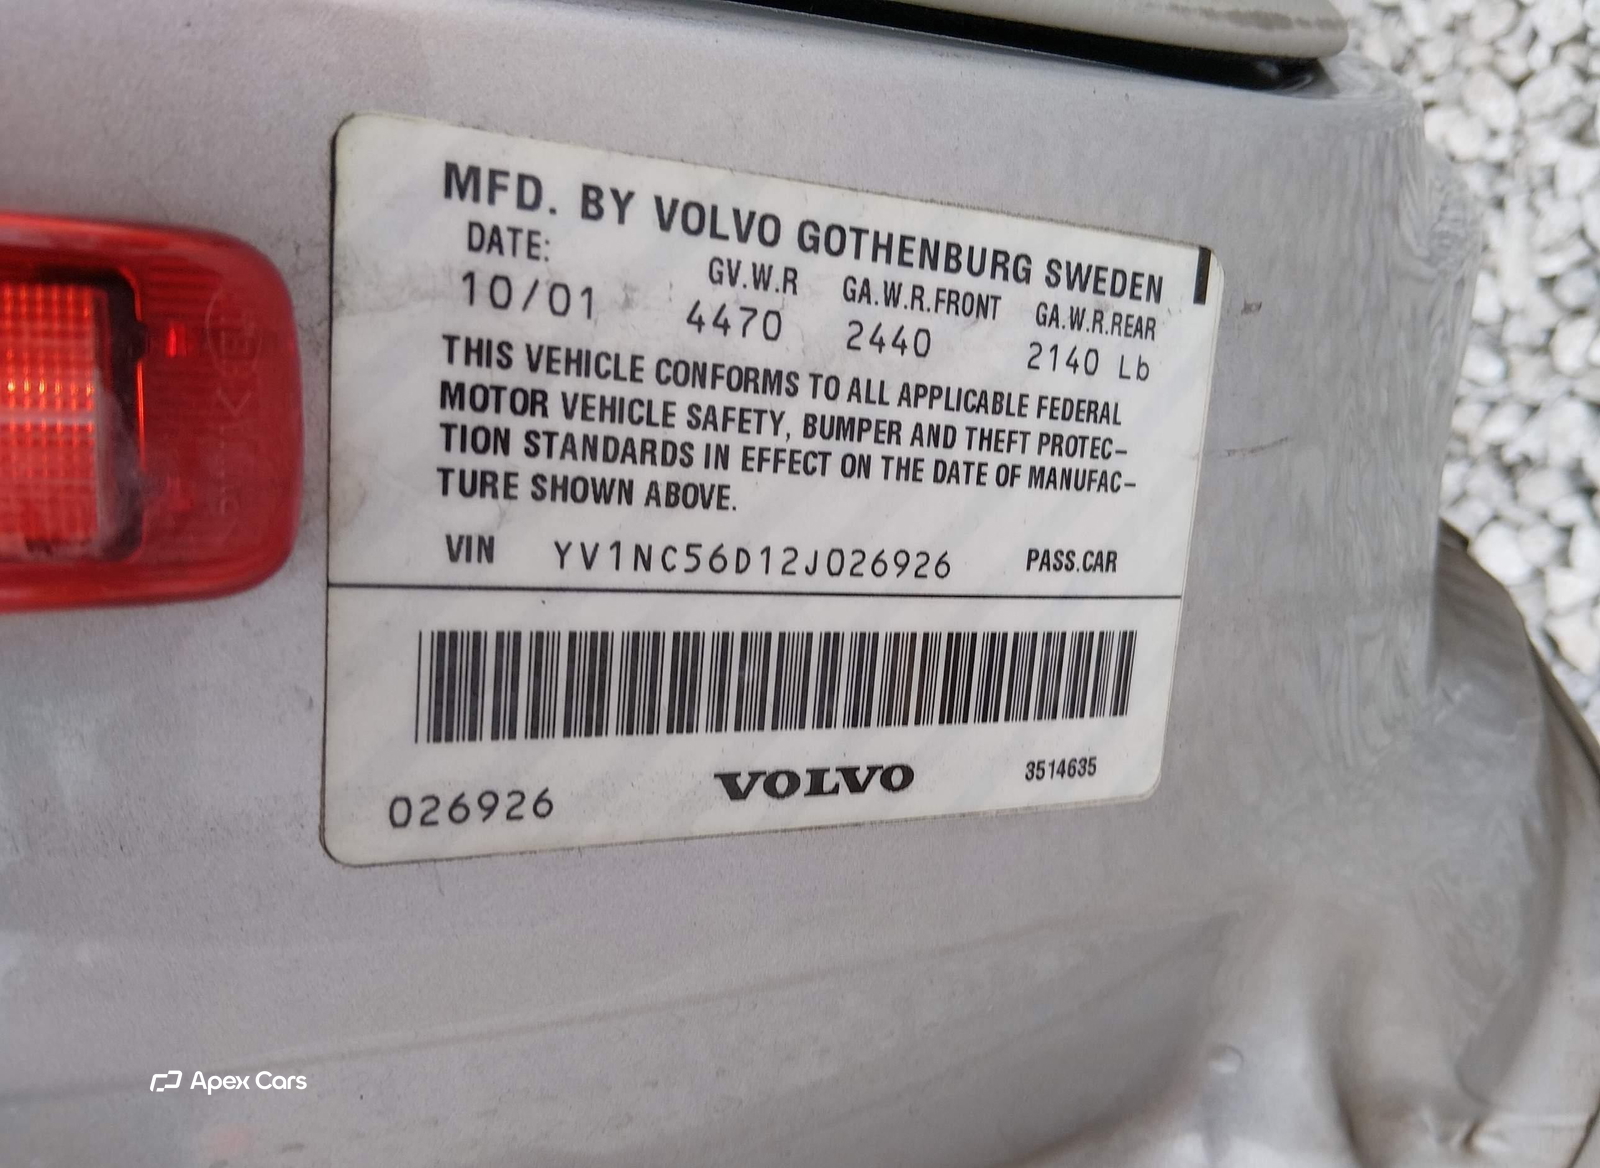 MFD. BY VOLVO GOTHENBURG SWEDEN
DATE: GV.W.R GA.W.R.FRONT GA.W.R.REAR
10/01 4470 2440 2140 Lb
THIS VEHICLE CONFORMS TO ALL APPLICABLE FEDERAL
MOTOR VEHICLE SAFETY, BUMPER AND THEFT PROTEC-
TION STANDARDS IN EFFECT ON THE DATE OF MANUFAC-
TURE SHOWN ABOVE.
VIN YV1NC56D12J026926 PASS.CAR
026926 VOLVO 3514635
Apex Cars